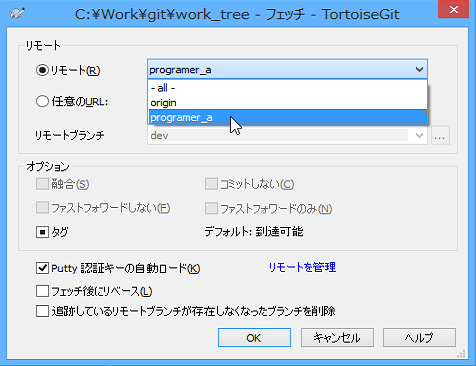 C:¥Work¥git¥work_tree - フェッチ - TortoiseGit
リモート
リモート(R)
programer_a
- all -
origin
programer_a
任意のURL:
リモートブランチ
dev
...
オプション
融合(S)
コミットしない(C)
ファストフォワードしない(F)
ファストフォワードのみ(N)
タグ
デフォルト: 到達可能
Putty 認証キーの自動ロード(K)
リモートを管理
フェッチ後にリベース(L)
追跡しているリモートブランチが存在しなくなったブランチを削除
OK
キャンセル
ヘルプ